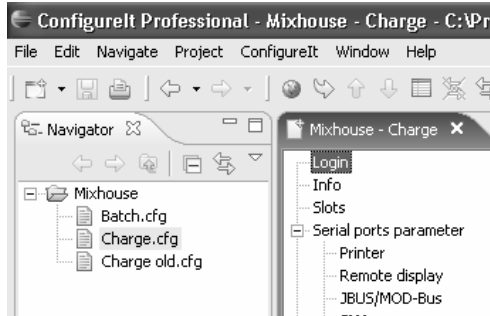 ConfigureIt Professional - Mixhouse - Charge - C:\Pr
File Edit Navigate Project ConfigureIt Window Help
Navigator
Mixhouse
Batch.cfg
Charge.cfg
Charge old.cfg
Mixhouse - Charge
Login
Info
Slots
Serial ports parameter
Printer
Remote display
JBUS/MOD-Bus